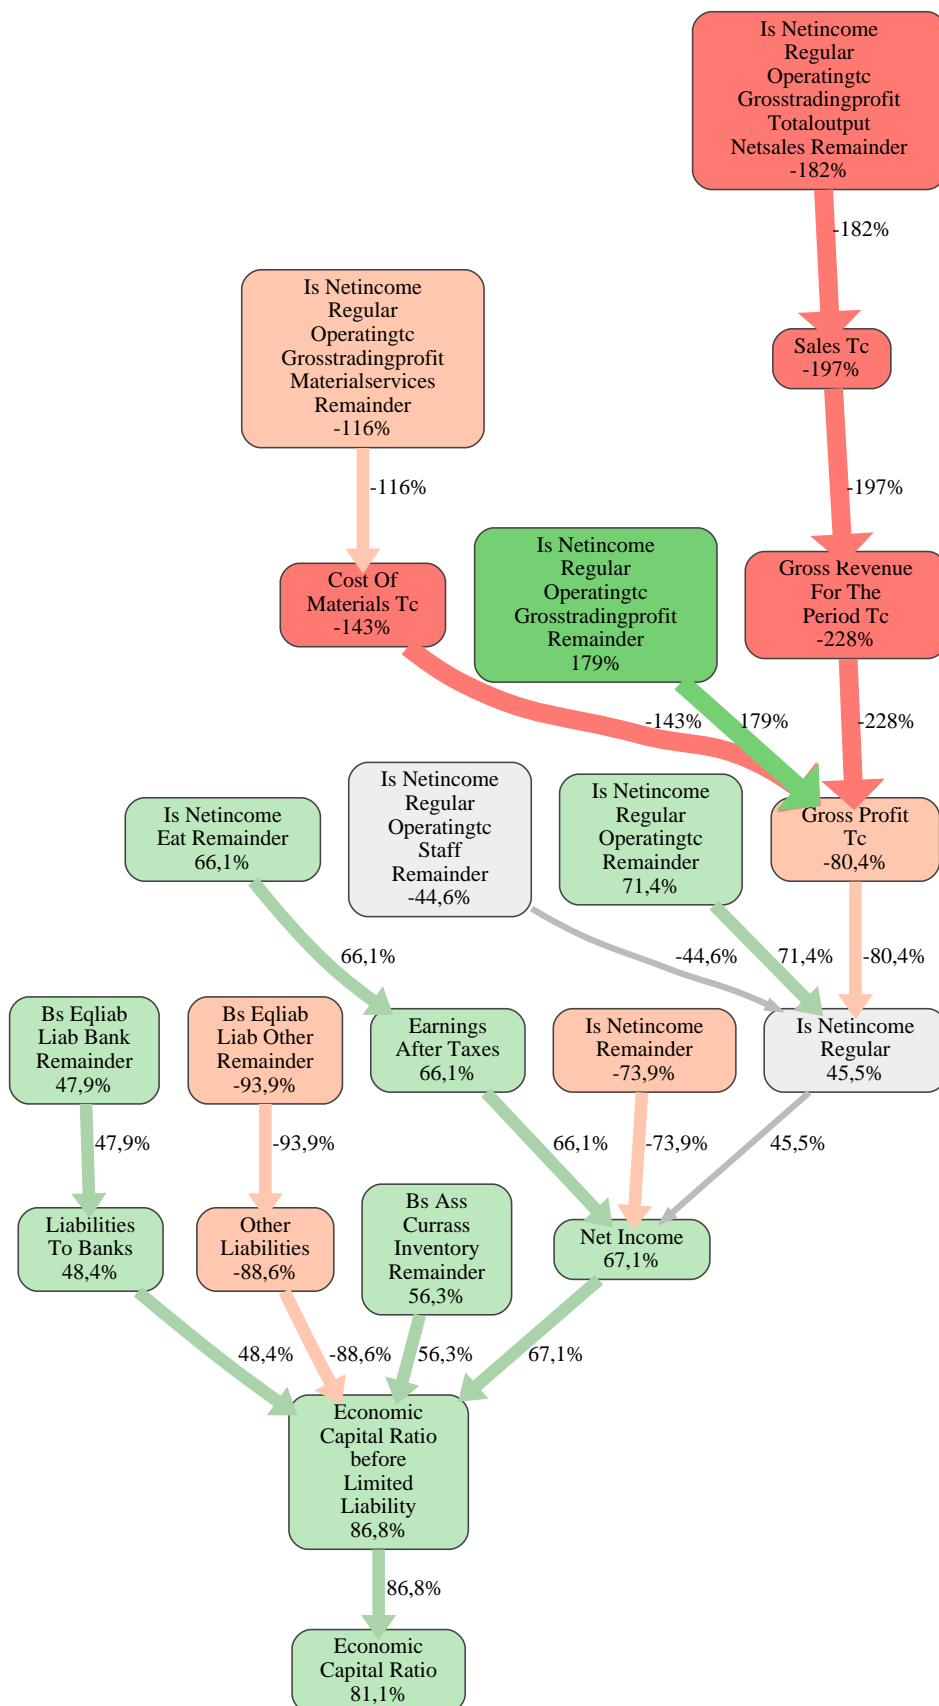 Is Netincome
Regular
Operatingtc
Grosstradingprofit
Totaloutput
Netsales Remainder
-182%
-182%
Is Netincome
Regular
Operatingtc
Grosstradingprofit
Materialservices
Remainder
-116%
Sales Tc
-197%
-116%
-197%
Is Netincome
Regular
Operatingtc
Grosstradingprofit
Remainder
179%
Cost Of
Materials Tc
-143%
Gross Revenue
For The
Period Tc
-228%
-143%
179%
-228%
Is Netincome
Eat Remainder
66,1%
Is Netincome
Regular
Operatingtc
Staff
Remainder
-44,6%
Is Netincome
Regular
Operatingtc
Remainder
71,4%
Gross Profit
Tc
-80,4%
66,1%
-44,6%
71,4%
-80,4%
Bs Eqliab
Liab Bank
Remainder
47,9%
Bs Eqliab
Liab Other
Remainder
-93,9%
Earnings
After Taxes
66,1%
Is Netincome
Remainder
-73,9%
Is Netincome
Regular
45,5%
47,9%
-93,9%
66,1%
-73,9%
45,5%
Liabilities
To Banks
48,4%
Other
Liabilities
-88,6%
Bs Ass
Currass
Inventory
Remainder
56,3%
Net Income
67,1%
48,4%
-88,6%
56,3%
67,1%
Economic
Capital Ratio
before
Limited
Liability
86,8%
86,8%
Economic
Capital Ratio
81,1%